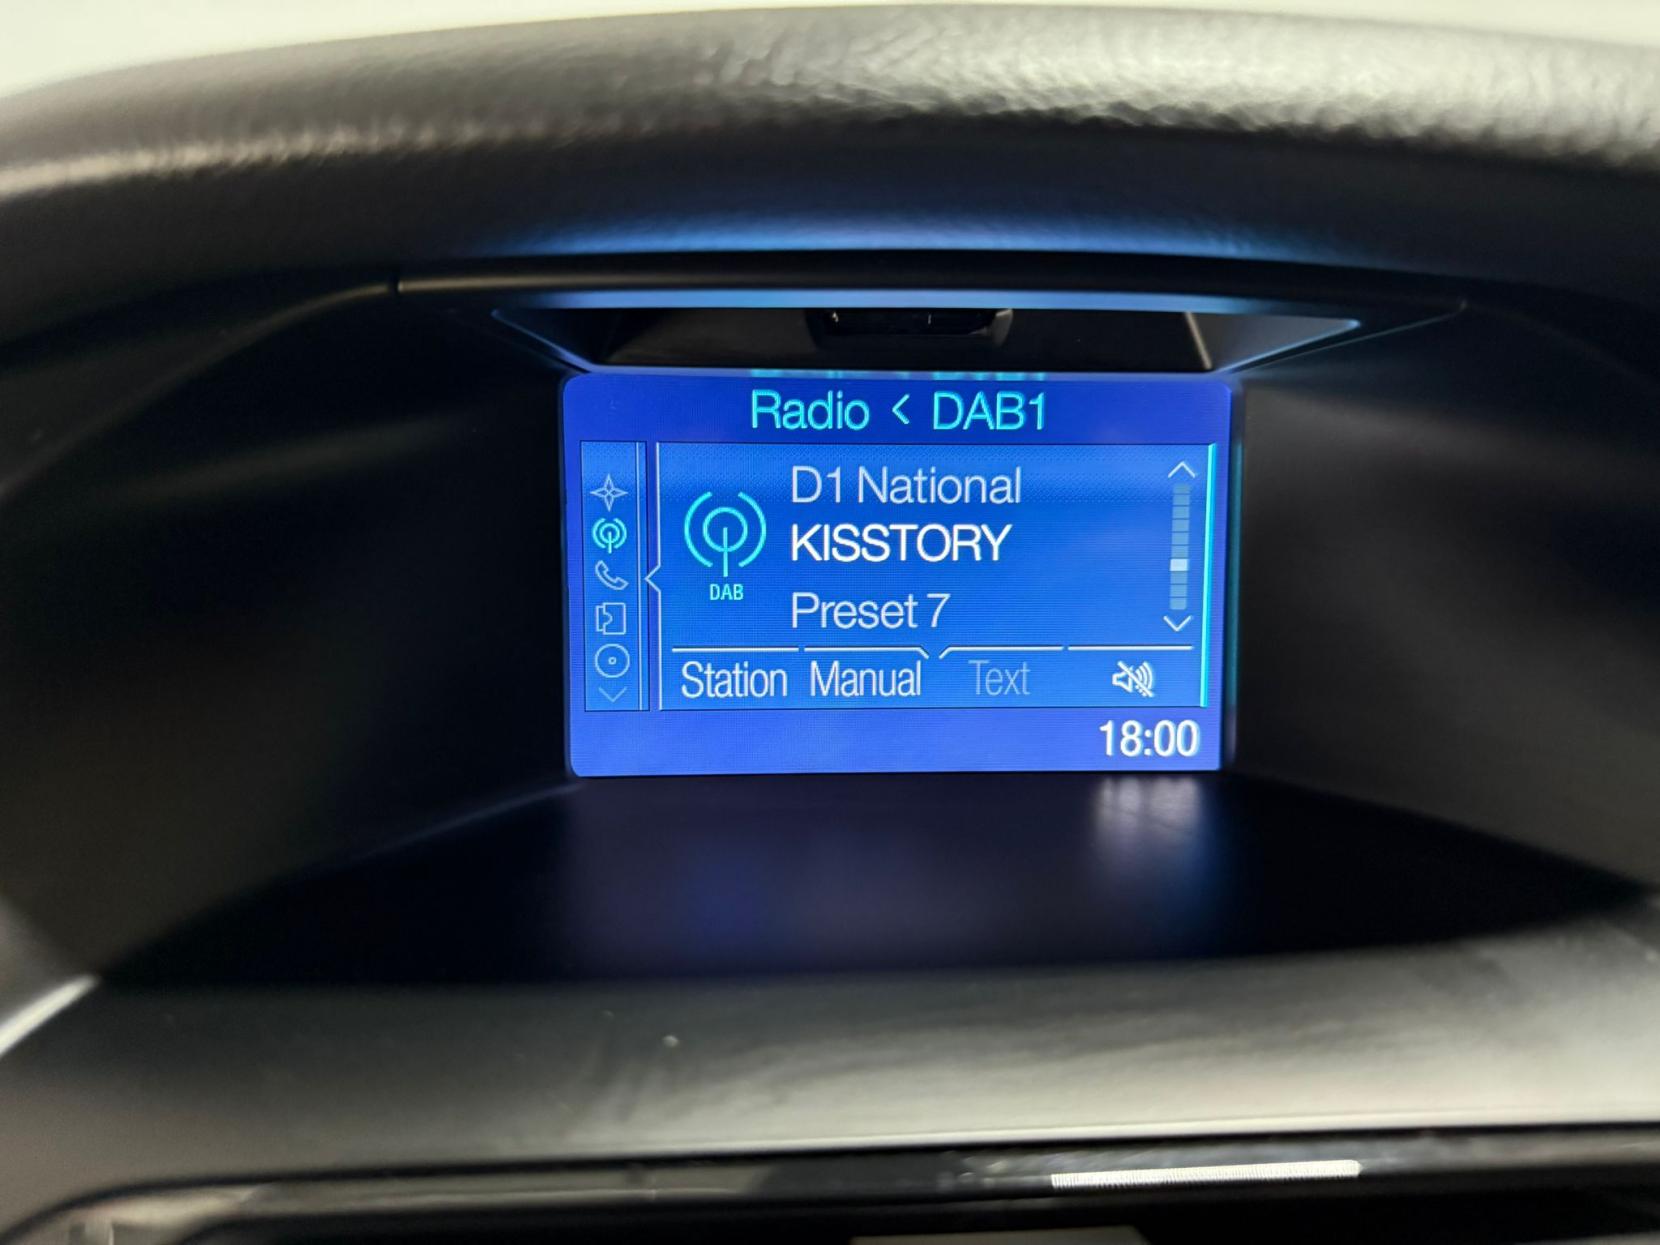 Radio < DAB1
D1 National
KISSTORY
DAB
Preset 7
Station Manual Text
18:00